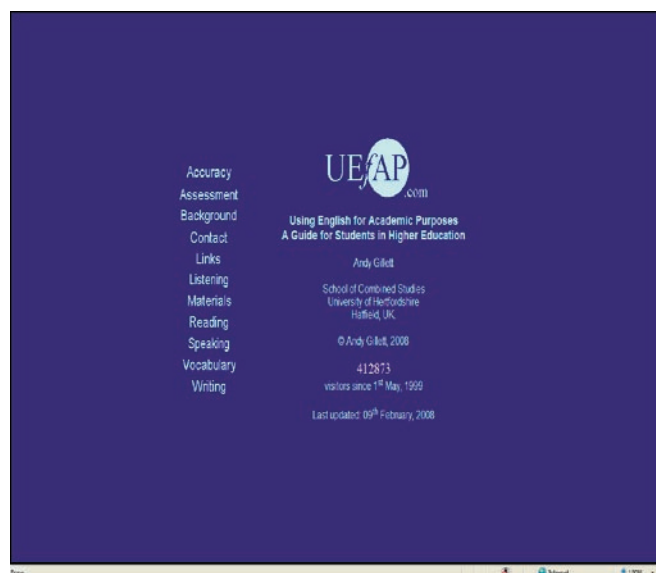 Accuracy
Assessment
Background
Contact
Links
Listening
Materials
Reading
Speaking
Vocabulary
Writing
UEfAP
.com
Using English for Academic Purposes
A Guide for Students in Higher Education
Andy Gillett
School of Combined Studies
University of Hertfordshire
Hatfield, UK.
© Andy Gillett, 2008
412873
visitors since 1st May, 1999
Last updated: 09th February, 2008